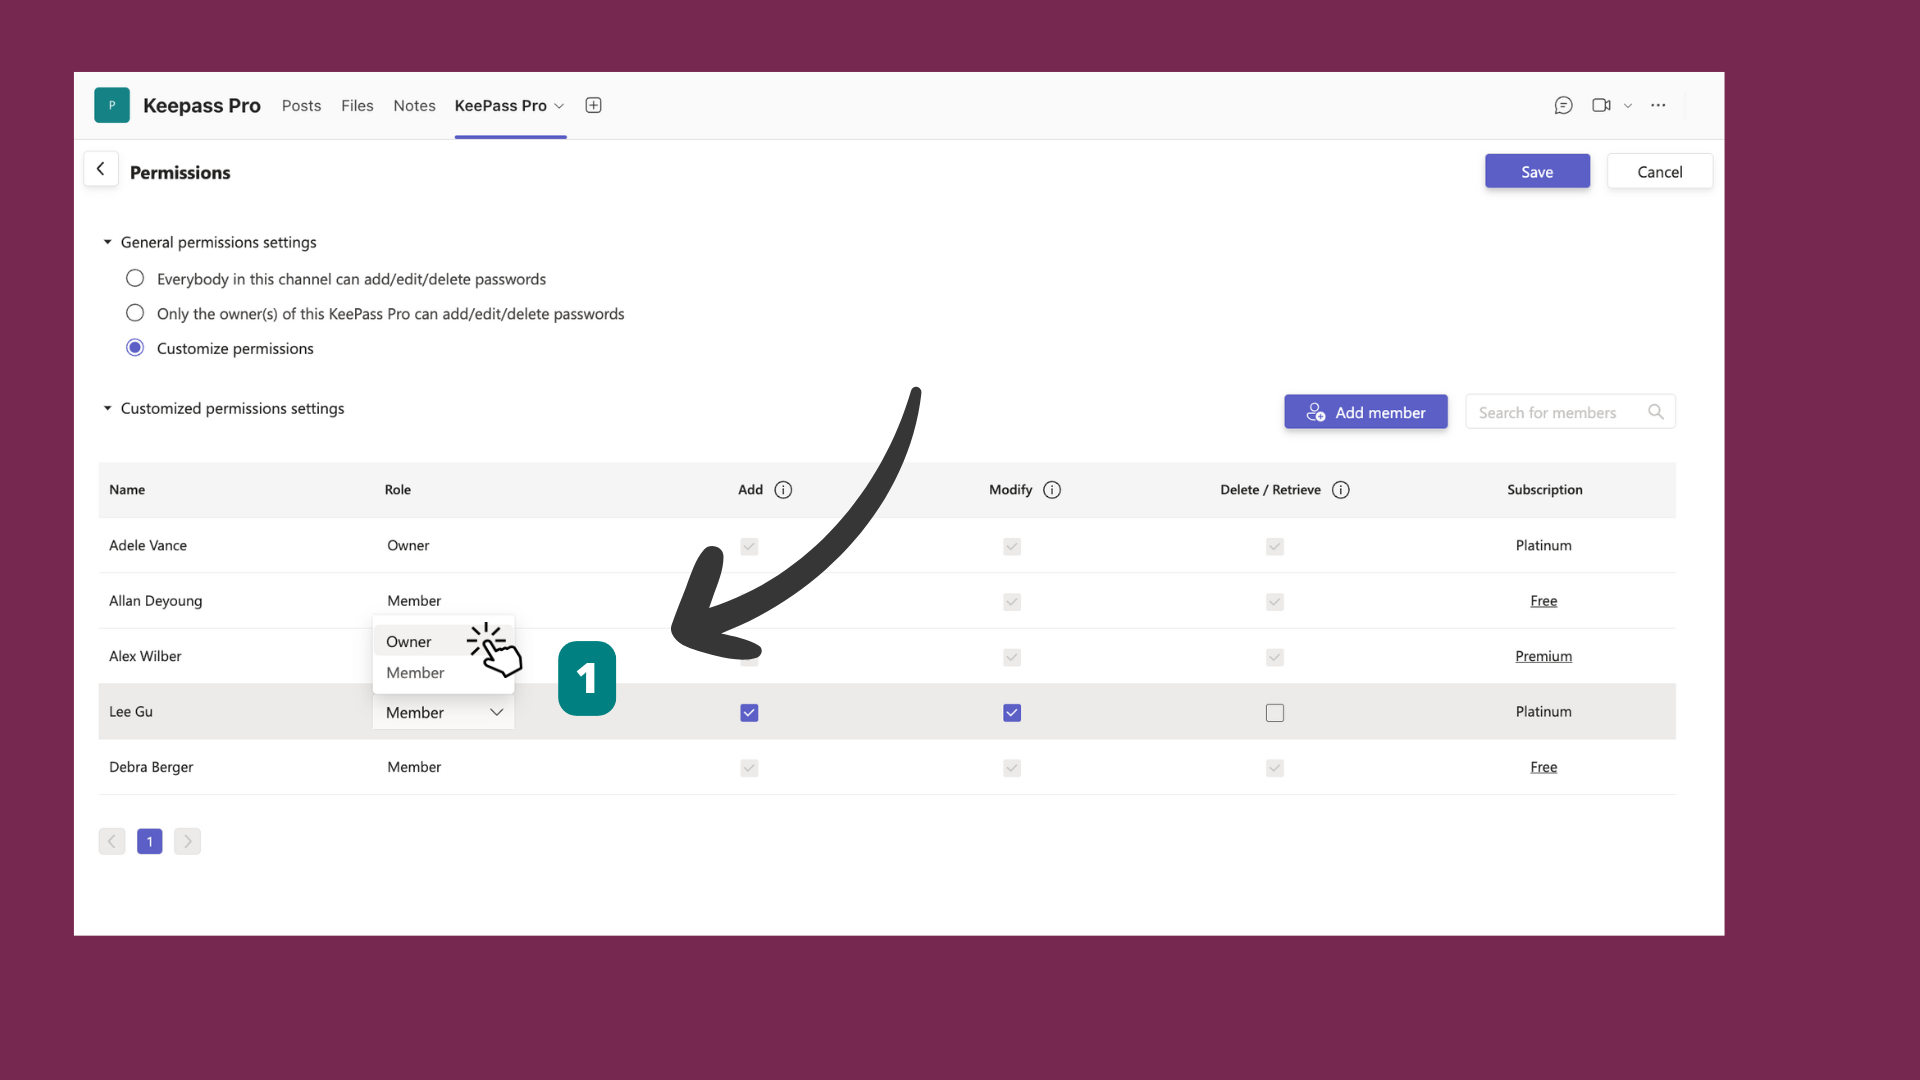 P Keepass Pro Posts Files Notes KeePass Pro
Permissions Save Cancel
General permissions settings
Everybody in this channel can add/edit/delete passwords
Only the owner(s) of this KeePass Pro can add/edit/delete passwords
Customize permissions
Customized permissions settings Add member Search for members
Name Role Add Modify Delete / Retrieve Subscription
Adele Vance Owner Platinum
Allan Deyoung Member Free
Owner
Alex Wilber Premium
Member
1
Lee Gu Member Platinum
Debra Berger Member Free
1